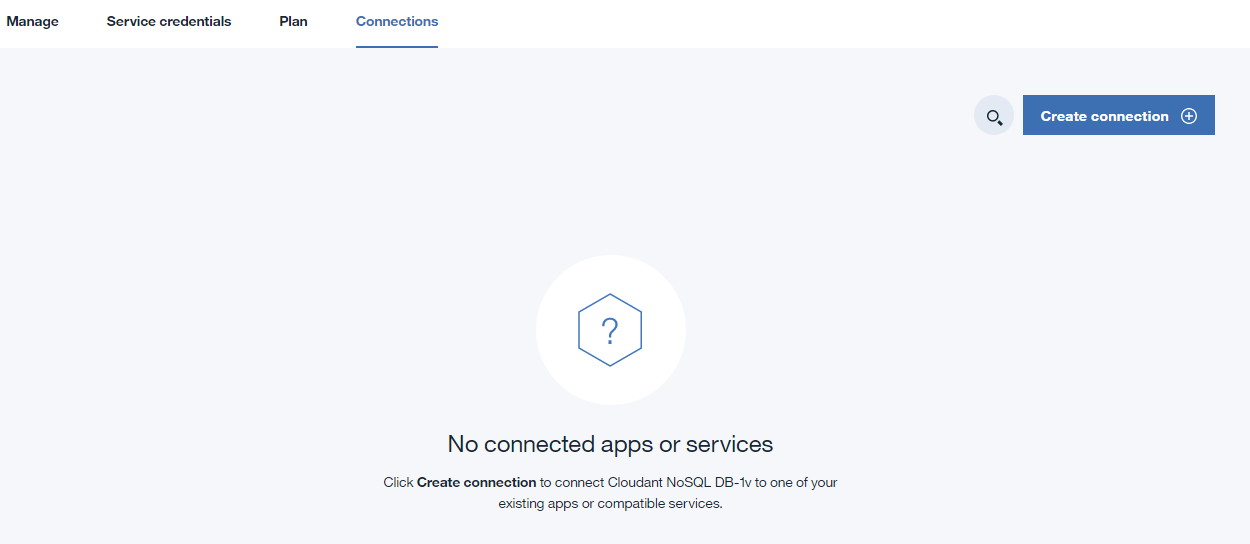 Manage Service credentials Plan Connections
Create connection
?
No connected apps or services
Click Create connection to connect Cloudant NoSQL DB-1v to one of your
existing apps or compatible services.